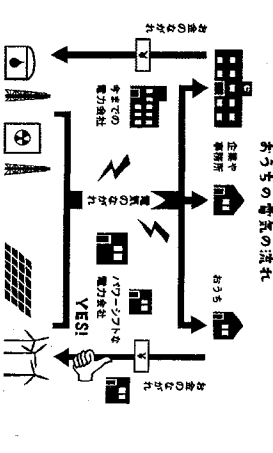 おうちの電気の流れ
お金のながれ
企業や
事務所
おうち
今までの
電力会社
電気のながれ
パワーシフトな
電力会社
YES!
お金のながれ